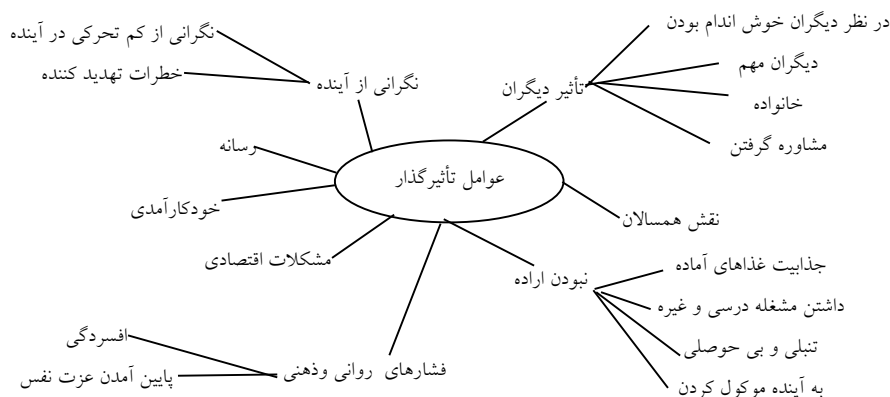 در نظر دیگران خوش اندام بودن
دیگران مهم
خانواده
مشاوره گرفتن
تأثیر دیگران
نگرانی از کم تحرکی در آینده
خطرات تهدید کننده
نگرانی از آینده
رسانه
خودکارآمدی
مشکلات اقتصادی
عوامل تأثیرگذار
نقش همسالان
نبودن اراده
جذابیت غذاهای آماده
داشتن مشغله درسی و غیره
تنبلی و بی حوصلی
به آینده موکول کردن
فشارهای روانی وذهنی
افسردگی
پایین آمدن عزت نفس